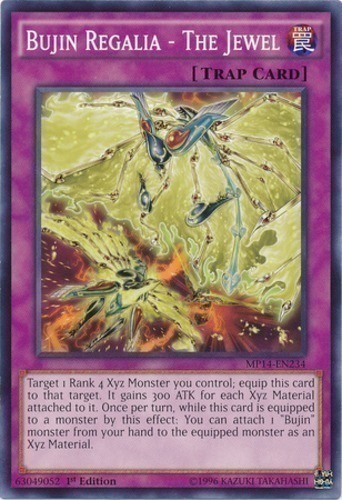 Bujin Regalia - The Jewel
TRAP
罠
[Trap Card]
MP14-EN234
Target 1 Rank 4 Xyz Monster you control; equip this card
to that target. It gains 300 ATK for each Xyz Material
attached to it. Once per turn, while this card is equipped
to a monster by this effect: You can attach 1 "Bujin"
monster from your hand to the equipped monster as an
Xyz Material.
63049052 1st Edition ©1996 KAZUKI TAKAHASHI